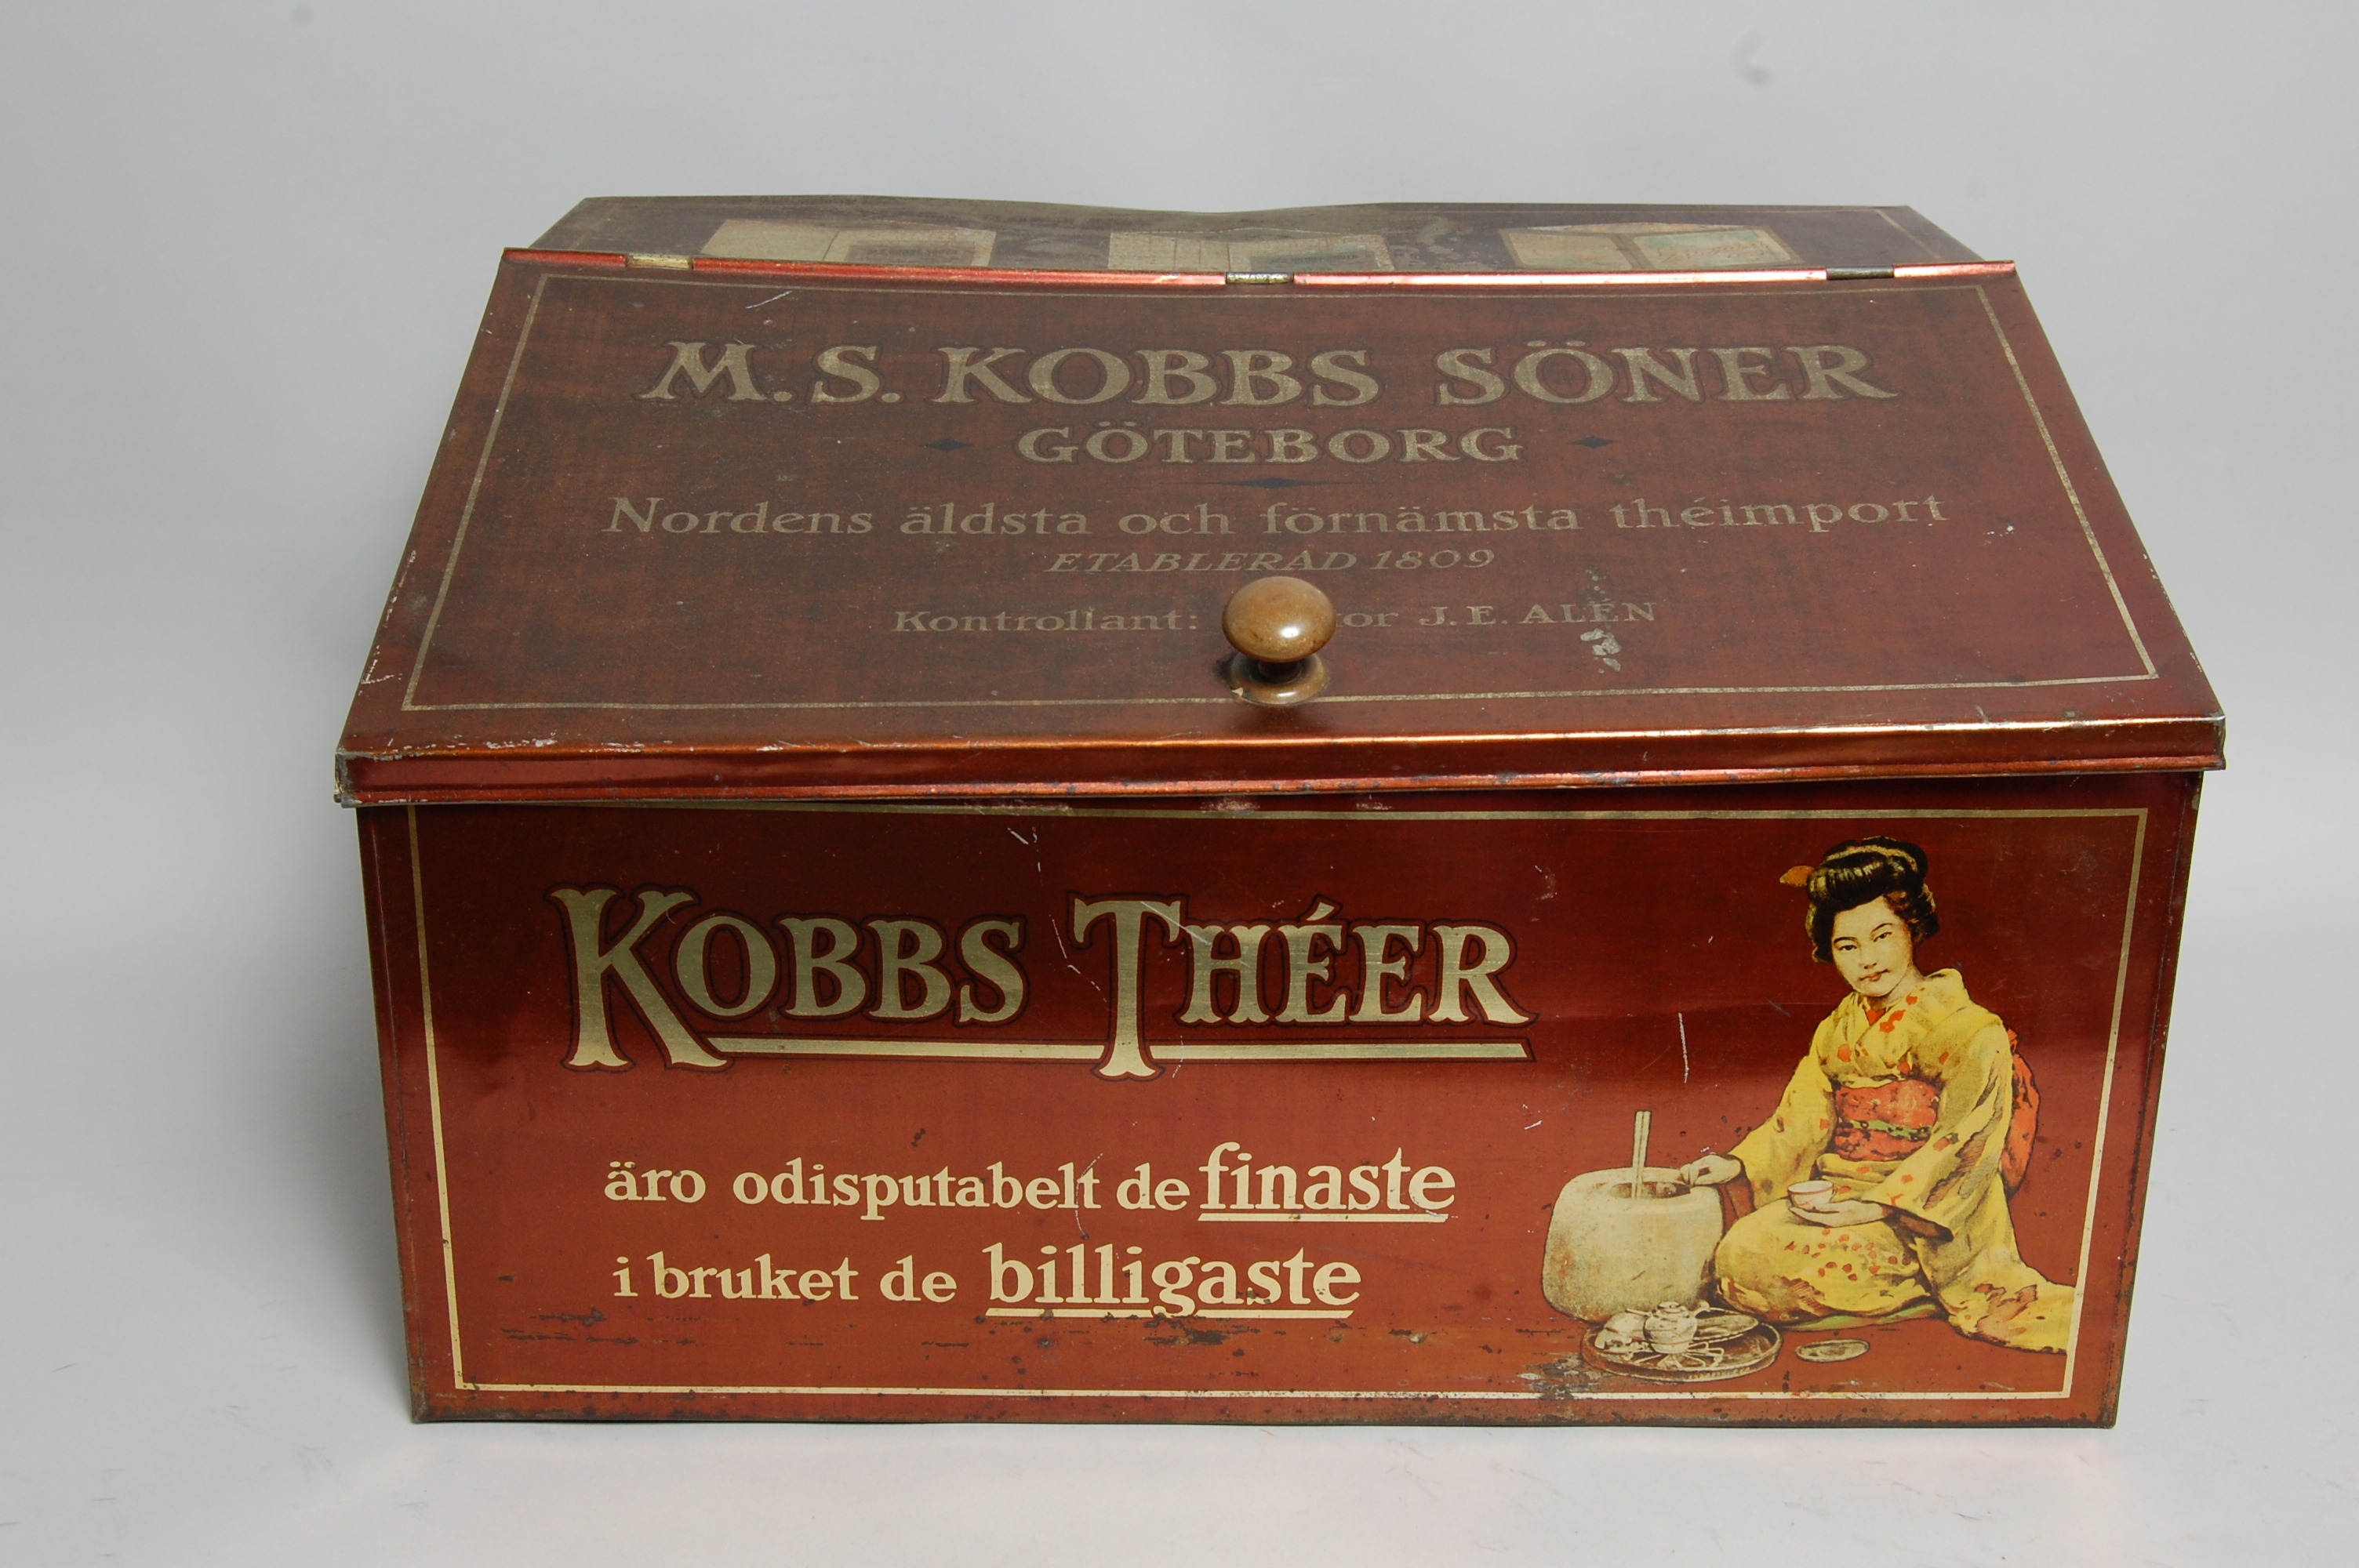 M. S. KOBBS SÖNER
GÖTEBORG
Nordens äldsta och förnämsta théimport
ETABLERAD 1809
Kontrollant: J. E. ALÉN
KOBBS THÉER
äro odisputabelt de finaste
i bruket de billigaste